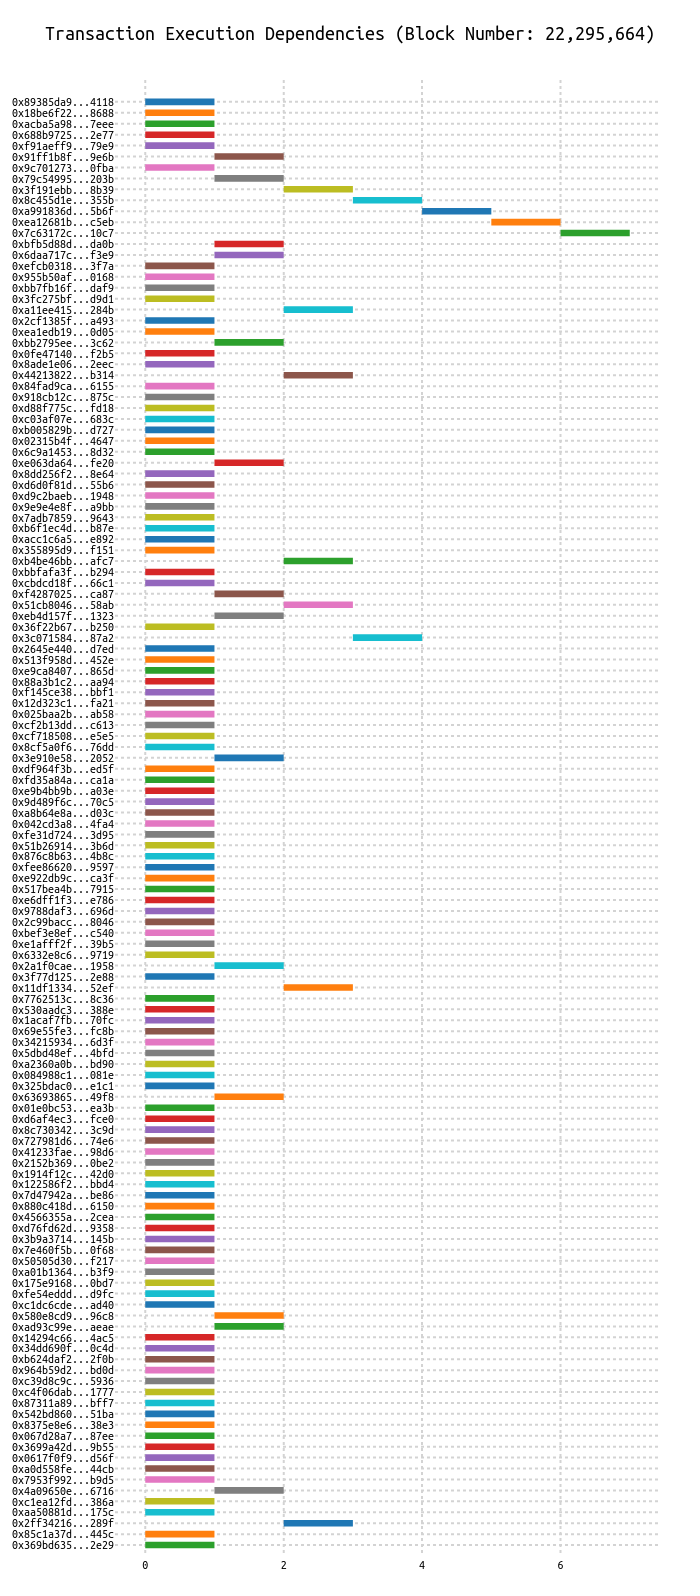 Transaction Execution Dependencies (Block Number: 22,295,664)
0x89385da9...4118
0x18be6f22...8688
0xacba5a98...7eee
0x688b9725...2e77
0xf91aeff9...79e9
0x91ff1b8f...9e6b
0x9c701273...0fba
0x79c54995...203b
0x3f191ebb...8b39
0x8c455d1e...355b
0xa991836d...5b6f
0xea12681b...c5eb
0x7c63172c...10c7
0xbfb5d88d...da0b
0x6daa717c...f3e9
0xefcb0318...3f7a
0x955b50af...0168
0xbb7fb16f...daf9
0x3fc275bf...d9d1
0xa11ee415...284b
0x2cf1385f...a493
0xea1edb19...0d05
0xbb2795ee...3c62
0x0fe47140...f2b5
0x8ade1e06...2eec
0x44213822...b314
0x84fad9ca...6155
0x918cb12c...875c
0xd88f775c...fd18
0xc03af07e...683c
0xb005829b...d727
0x02315b4f...4647
0x6c9a1453...8d32
0xe063da64...fe20
0x8dd256f2...8e64
0xd6d0f81d...55b6
0xd9c2baeb...1948
0x9e9e4e8f...a9bb
0x7adb7859...9643
0xb6f1ec4d...b87e
0xacc1c6a5...e892
0x355895d9...f151
0xb4be46bb...afc7
0xbbfafa3f...b294
0xcbdcd18f...66c1
0xf4287025...ca87
0x51cb8046...58ab
0xeb4d157f...1323
0x36f22b67...b250
0x3c071584...87a2
0x2645e440...d7ed
0x513f958d...452e
0xe9ca8407...865d
0x88a3b1c2...aa94
0xf145ce38...bbf1
0x12d323c1...fa21
0x025baa2b...ab58
0xcf2b13dd...c613
0xcf718508...e5e5
0x8cf5a0f6...76dd
0x3e910e58...2052
0xdf964f3b...ed5f
0xfd35a84a...ca1a
0xe9b4bb9b...a03e
0x9d489f6c...70c5
0xa8b64e8a...d03c
0x042cd3a8...4fa4
0xfe31d724...3d95
0x51b26914...3b6d
0x876c8b63...4b8c
0xfee86620...9597
0xe922db9c...ca3f
0x517bea4b...7915
0xe6dff1f3...e786
0x9788daf3...696d
0x2c99bacc...8046
0xbef3e8ef...c540
0xe1afff2f...39b5
0x6332e8c6...9719
0x2a1f0cae...1958
0x3f77d125...2e88
0x11df1334...52ef
0x7762513c...8c36
0x530aadc3...388e
0x1acaf7fb...70fc
0x69e55fe3...fc8b
0x34215934...6d3f
0x5dbd48ef...4bfd
0xa2360a0b...bd90
0x084988c1...081e
0x325bdac0...e1c1
0x63693865...49f8
0x01e0bc53...ea3b
0xd6af4ec3...fce0
0x8c730342...3c9d
0x727981d6...74e6
0x41233fae...98d6
0x2152b369...0be2
0x1914f12c...42d0
0x122586f2...bbd4
0x7d47942a...be86
0x880c418d...6150
0x4566355a...2cea
0xd76fd62d...9358
0x3b9a3714...145b
0x7e460f5b...0f68
0x50505d30...f217
0xa01b1364...b3f9
0x175e9168...0bd7
0xfe54eddd...d9fc
0xc1dc6cde...ad40
0x580e8cd9...96c8
0xad93c99e...aeae
0x14294c66...4ac5
0x34dd690f...0c4d
0xb624daf2...2f0b
0x964b59d2...bd0d
0xc39d8c9c...5936
0xc4f06dab...1777
0x87311a89...bff7
0x542bd860...51ba
0x8375e8e6...38e3
0x067d28a7...87ee
0x3699a42d...9b55
0x0617f0f9...d56f
0xa0d558fe...44cb
0x7953f992...b9d5
0x4a09650e...6716
0xc1ea12fd...386a
0xaa50881d...175c
0x2ff34216...289f
0x85c1a37d...445c
0x369bd635...2e29
0 2 4 6